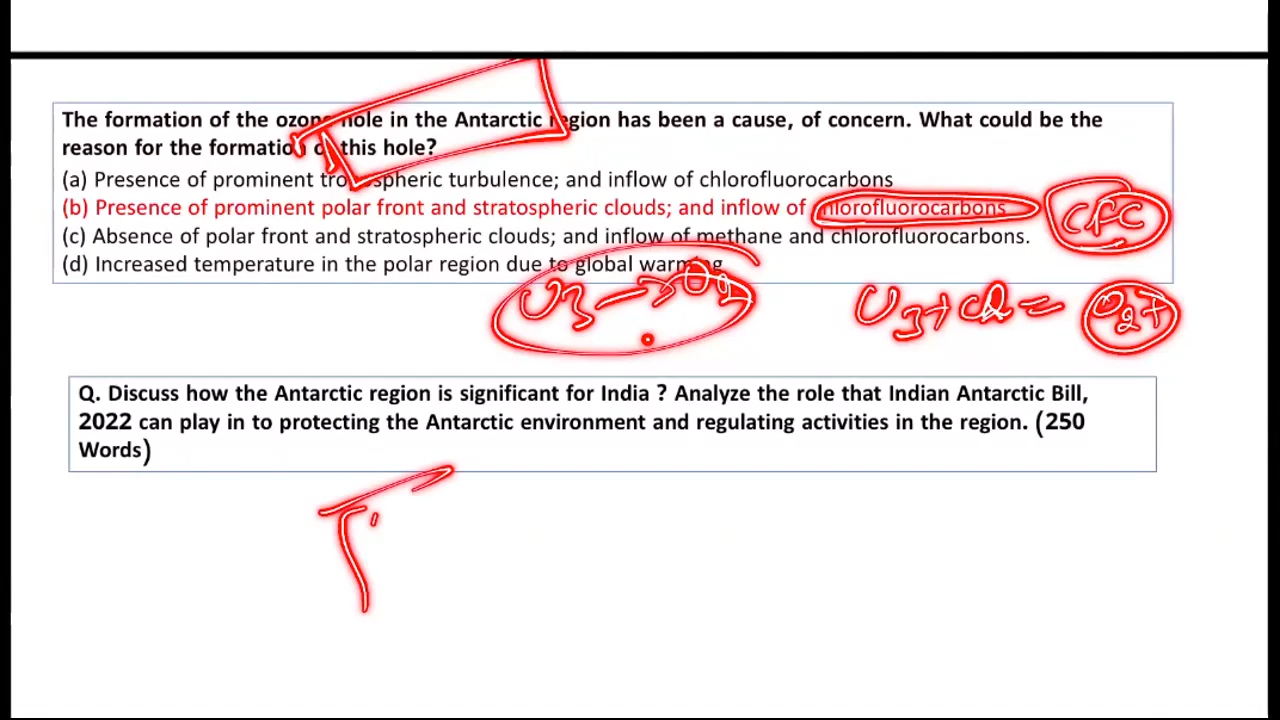 The formation of the ozone hole in the Antarctic region has been a cause, of concern. What could be the
reason for the formation of this hole?
(a) Presence of prominent tropospheric turbulence; and inflow of chlorofluorocarbons
(b) Presence of prominent polar front and stratospheric clouds; and inflow of chlorofluorocarbons
CFC
(c) Absence of polar front and stratospheric clouds; and inflow of methane and chlorofluorocarbons.
(d) Increased temperature in the polar region due to global warming
O3 → O2
O3 + Cl = O2 +
Q. Discuss how the Antarctic region is significant for India ? Analyze the role that Indian Antarctic Bill,
2022 can play in to protecting the Antarctic environment and regulating activities in the region. (250
Words)